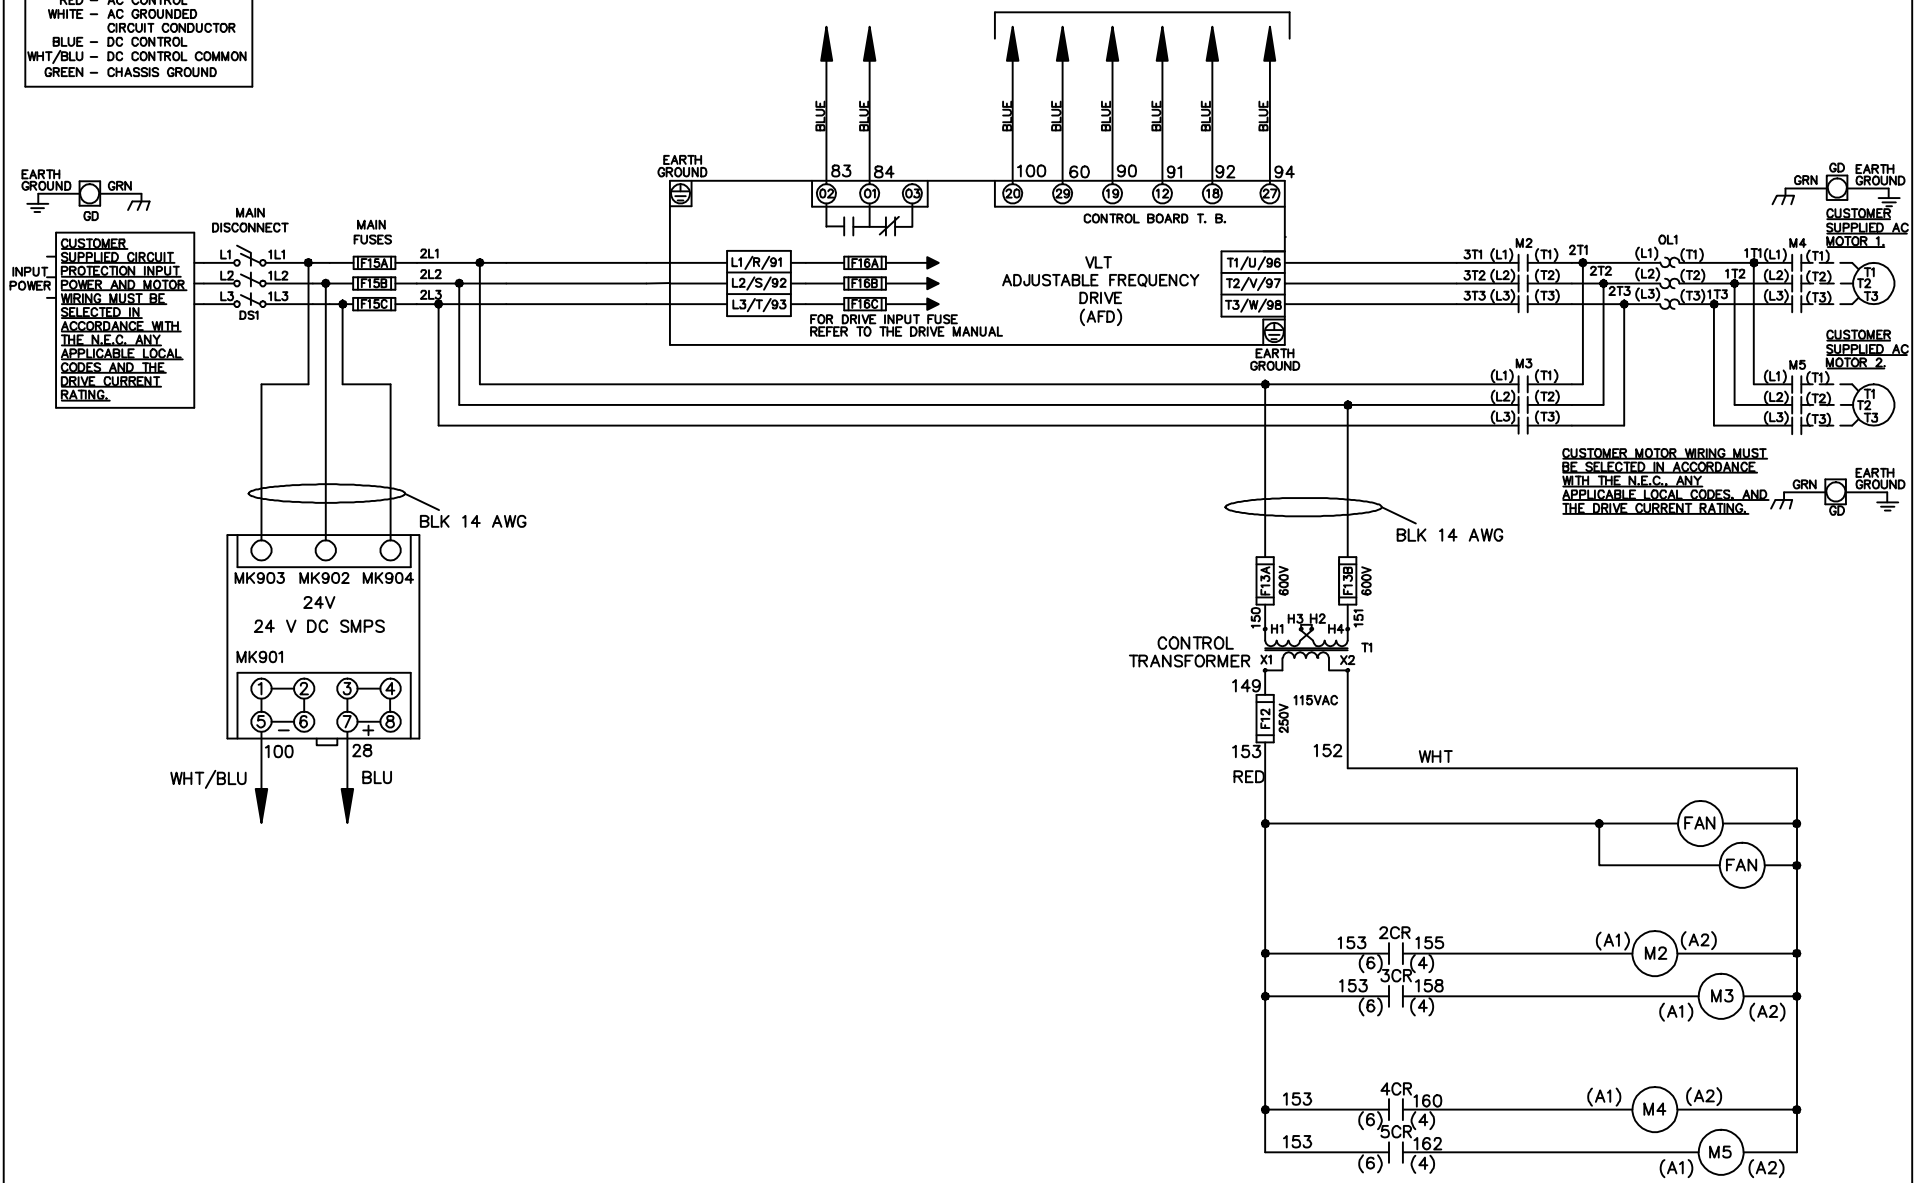 RED – AC CONTROL
WHITE – AC GROUNDED
CIRCUIT CONDUCTOR
BLUE – DC CONTROL
WHT/BLU – DC CONTROL COMMON
GREEN – CHASSIS GROUND
BLUE BLUE BLUE BLUE BLUE BLUE BLUE BLUE
EARTH
GROUND
GRN
GD
EARTH
GROUND
83 84 100 60 90 91 92 94
02 01 03 20 29 19 12 18 27
CONTROL BOARD T. B.
GRN
GD
EARTH
GROUND
INPUT
POWER
CUSTOMER
SUPPLIED CIRCUIT
PROTECTION INPUT
POWER AND MOTOR
WIRING MUST BE
SELECTED IN
ACCORDANCE WITH
THE N.E.C. ANY
APPLICABLE LOCAL
CODES AND THE
DRIVE CURRENT
RATING.
MAIN
DISCONNECT
L1 1L1
L2 1L2
L3 1L3
DS1
MAIN
FUSES
F15A 2L1
F15B 2L2
F15C 2L3
L1/R/91 F16A
L2/S/92 F16B
L3/T/93 F16C
FOR DRIVE INPUT FUSE
REFER TO THE DRIVE MANUAL
VLT
ADJUSTABLE FREQUENCY
DRIVE
(AFD)
T1/U/96
T2/V/97
T3/W/98
EARTH
GROUND
M2
3T1 (L1) (T1) 2T1
3T2 (L2) (T2) 2T2
3T3 (L3) (T3) 2T3
OL1
(L1) (T1) 1T1
(L2) (T2) 1T2
(L3) (T3) 1T3
M4
(L1) (T1)
(L2) (T2)
(L3) (T3)
T1
T2
T3
CUSTOMER
SUPPLIED AC
MOTOR 1.
M3
(L1) (T1)
(L2) (T2)
(L3) (T3)
M5
(L1) (T1)
(L2) (T2)
(L3) (T3)
T1
T2
T3
CUSTOMER
SUPPLIED AC
MOTOR 2.
CUSTOMER MOTOR WIRING MUST
BE SELECTED IN ACCORDANCE
WITH THE N.E.C., ANY
APPLICABLE LOCAL CODES, AND
THE DRIVE CURRENT RATING.
GRN
GD
EARTH
GROUND
BLK 14 AWG
MK903 MK902 MK904
24V
24 V DC SMPS
MK901
1 2 3 4
5 – 6 7 + 8
100 28
WHT/BLU BLU
BLK 14 AWG
F13A 600V F13B 600V
150 151
H1 H3 H2 H4
CONTROL
TRANSFORMER
T1
X1 X2
149
115VAC
F12 250V
153 152
RED
WHT
FAN
FAN
2CR
153 155
(6) (4)
(A1) M2 (A2)
3CR
153 158
(6) (4)
(A1) M3 (A2)
4CR
153 160
(6) (4)
(A1) M4 (A2)
5CR
153 162
(6) (4)
(A1) M5 (A2)